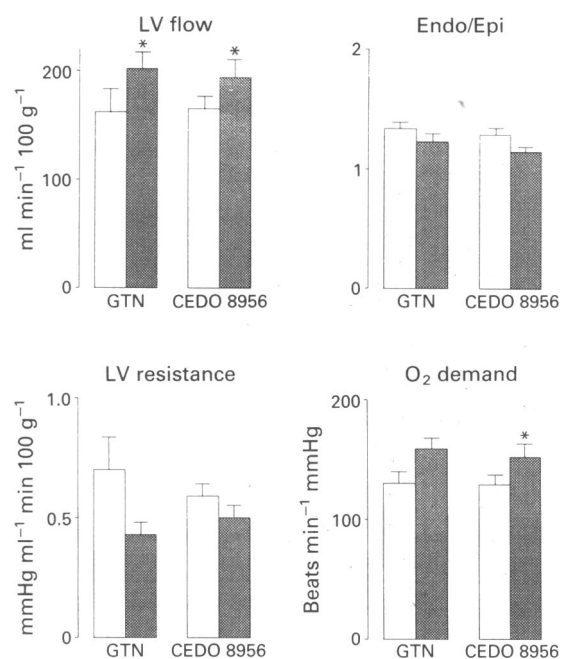 LV flow
ml min⁻¹ 100 g⁻¹
200
100
0
*
*
GTN
CEDO 8956
Endo/Epi
2
1
0
GTN
CEDO 8956
LV resistance
mmHg ml⁻¹ min 100 g⁻¹
1.0
0.5
0
GTN
CEDO 8956
O₂ demand
Beats min⁻¹ mmHg
200
100
0
*
GTN
CEDO 8956